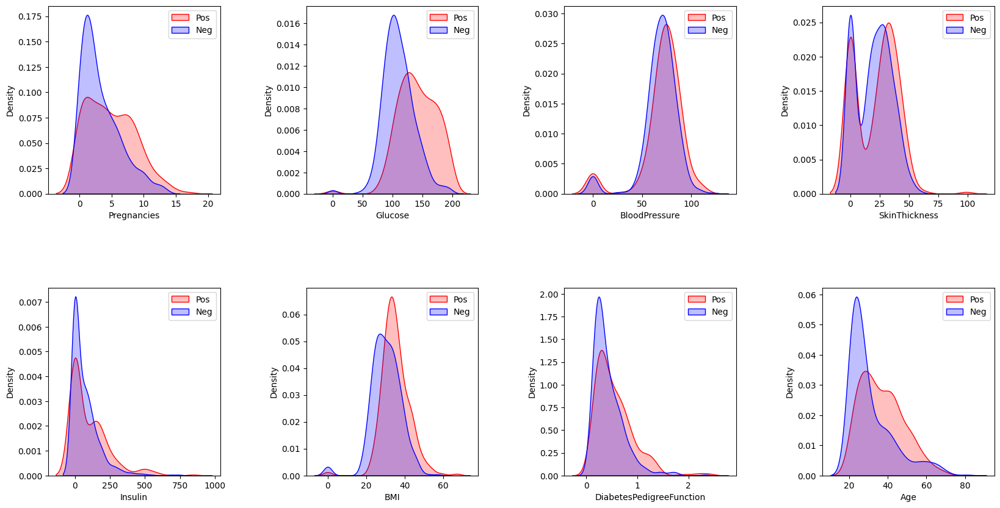 0.175
0.150
0.125
0.100
0.075
0.050
0.025
0.000
Density
0 5 10 15 20
Pregnancies
Pos
Neg
0.016
0.014
0.012
0.010
0.008
0.006
0.004
0.002
0.000
Density
0 50 100 150 200
Glucose
Pos
Neg
0.030
0.025
0.020
0.015
0.010
0.005
0.000
Density
0 50 100
BloodPressure
Pos
Neg
0.025
0.020
0.015
0.010
0.005
0.000
Density
0 25 50 75 100
SkinThickness
Pos
Neg
0.007
0.006
0.005
0.004
0.003
0.002
0.001
0.000
Density
0 250 500 750 1000
Insulin
Pos
Neg
0.06
0.05
0.04
0.03
0.02
0.01
0.00
Density
0 20 40 60
BMI
Pos
Neg
2.00
1.75
1.50
1.25
1.00
0.75
0.50
0.25
0.00
Density
0 1 2
DiabetesPedigreeFunction
Pos
Neg
0.06
0.05
0.04
0.03
0.02
0.01
0.00
Density
20 40 60 80
Age
Pos
Neg